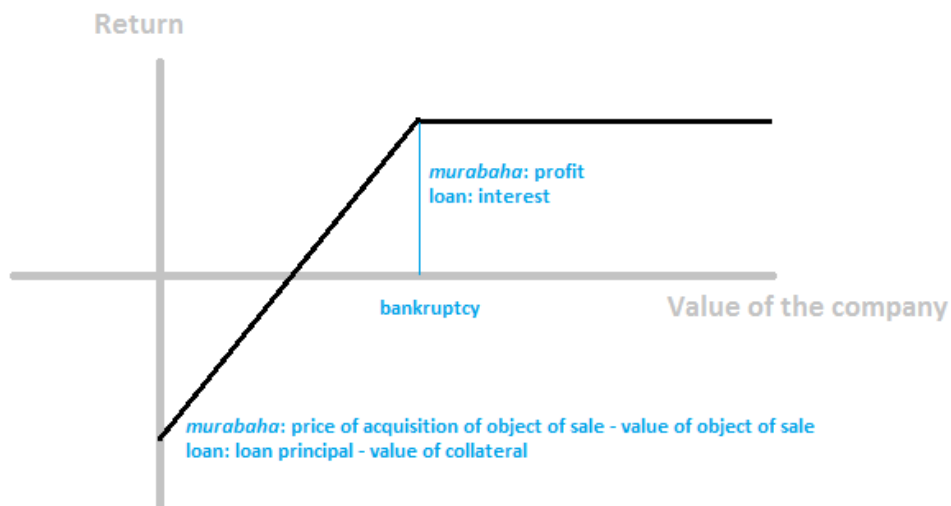 Return
murabaha: profit
loan: interest
bankruptcy
Value of the company
murabaha: price of acquisition of object of sale - value of object of sale
loan: loan principal - value of collateral